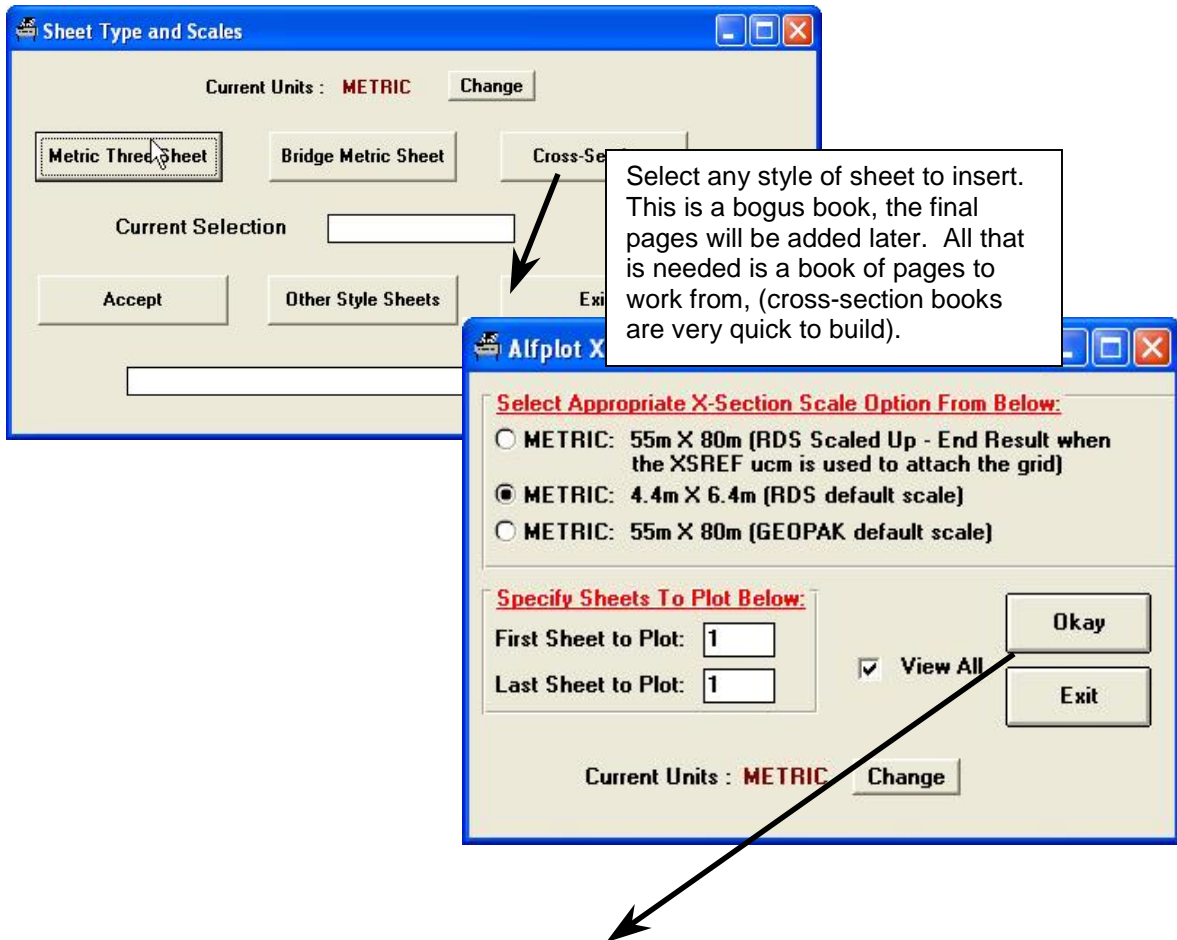 Sheet Type and Scales
Current Units : METRIC Change
Metric Three Sheet Bridge Metric Sheet
Select any style of sheet to insert.
This is a bogus book, the final
pages will be added later. All that
is needed is a book of pages to
work from, (cross-section books
are very quick to build).
Current Selection
Accept Other Style Sheets
Alfplot X
Select Appropriate X-Section Scale Option From Below:
METRIC: 55m X 80m (RDS Scaled Up - End Result when
the XSREF ucm is used to attach the grid)
METRIC: 4.4m X 6.4m (RDS default scale)
METRIC: 55m X 80m (GEOPAK default scale)
Specify Sheets To Plot Below:
First Sheet to Plot: 1
Last Sheet to Plot: 1
View All
Okay
Exit
Current Units : METRIC Change